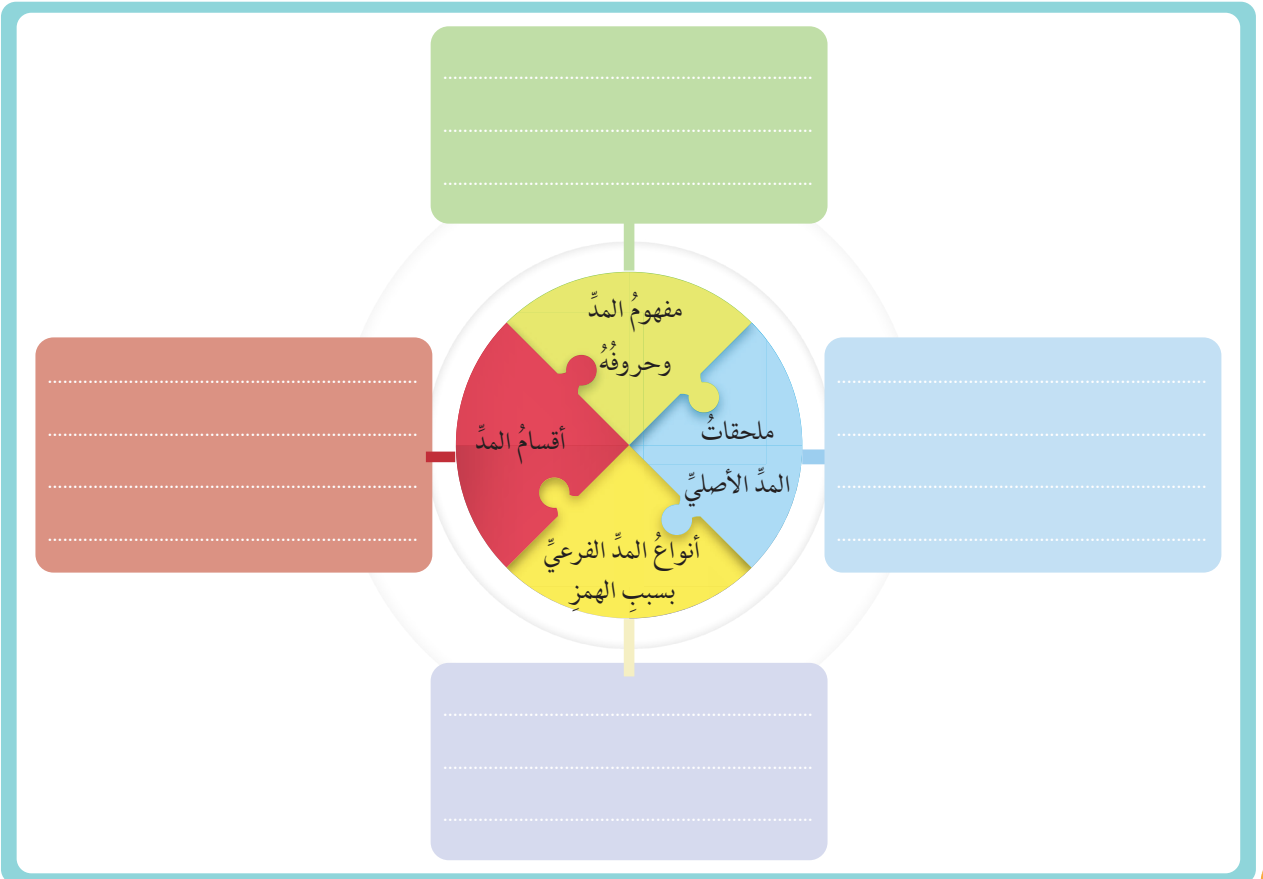 مفهومُ المدِّ
وحروفُهُ
ملحقاتُ
المدِّ الأصليِّ
أقسامُ المدِّ
أنواعُ المدِّ الفرعيِّ
بسببِ الهمزِ